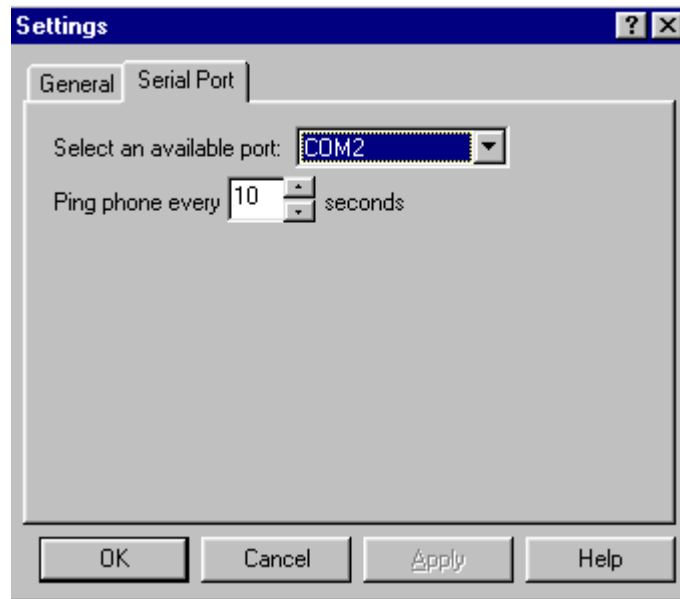 Settings
General Serial Port
Select an available port: COM2
Ping phone every 10 seconds
OK Cancel Apply Help